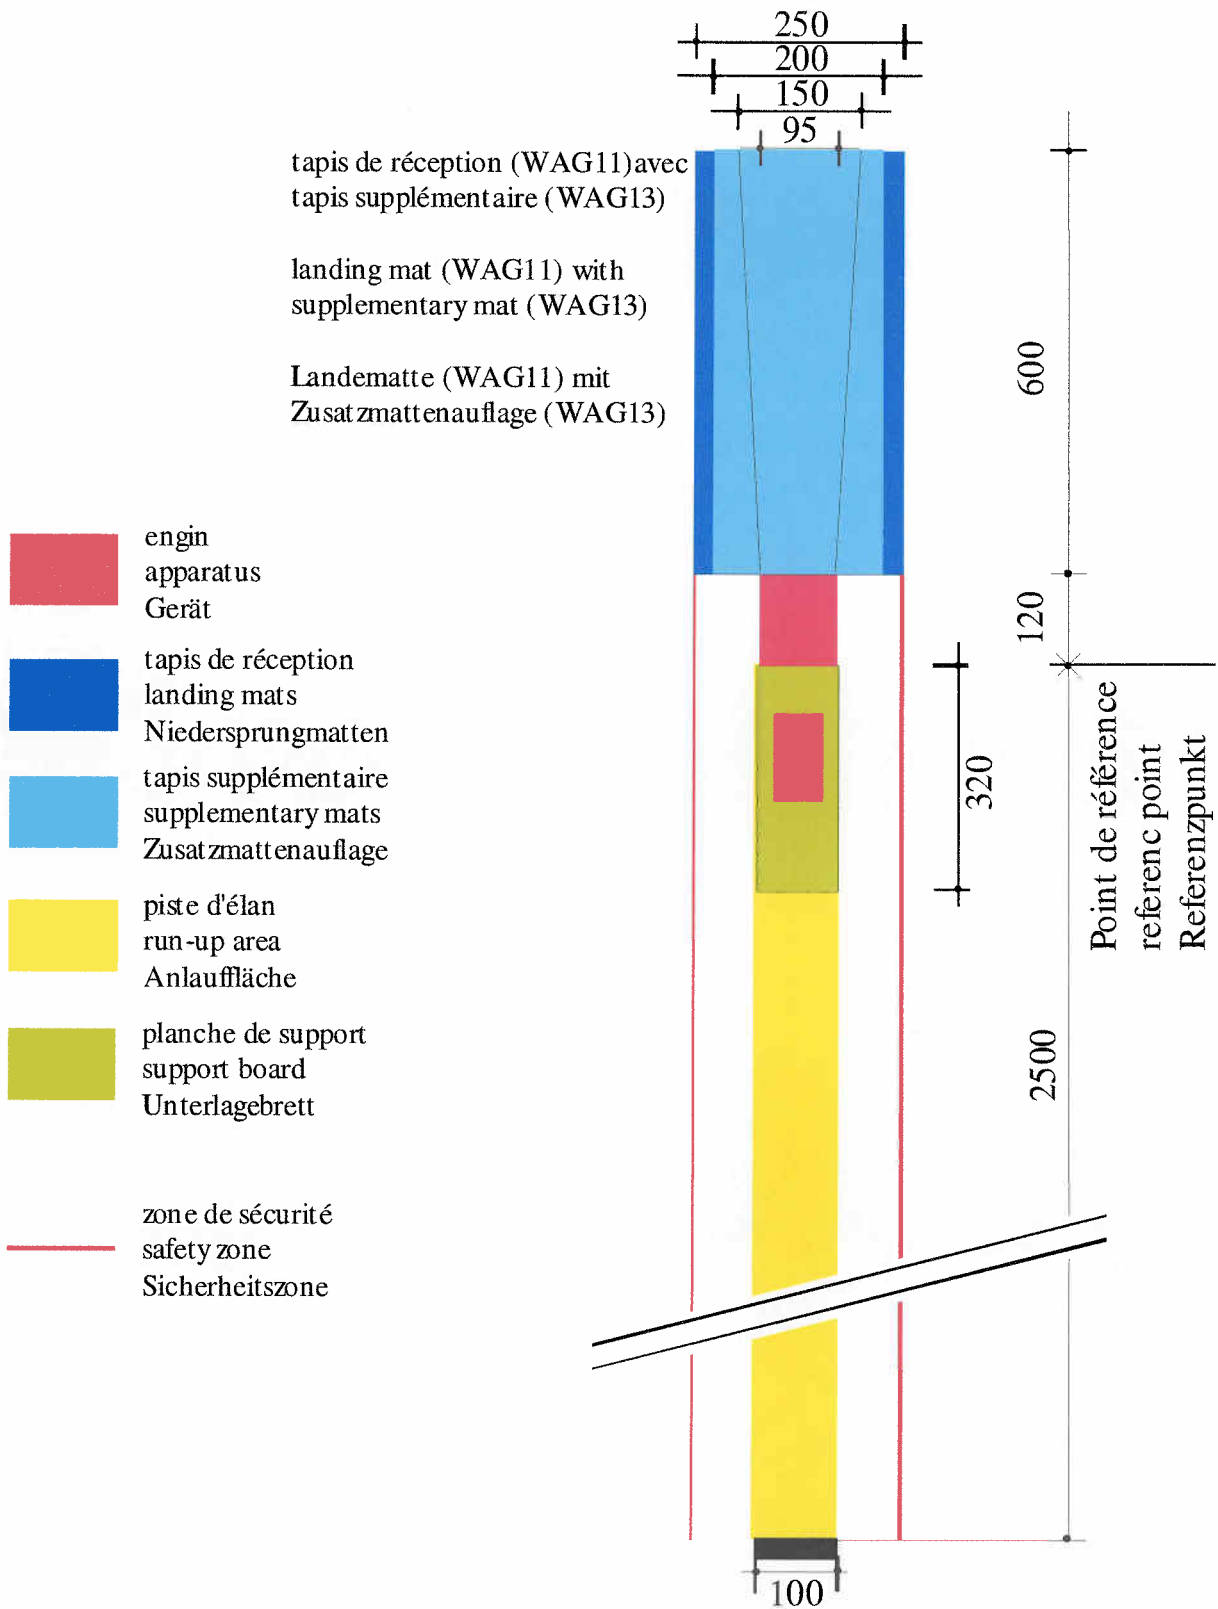 250
200
150
95
tapis de réception (WAG11)avec
tapis supplémentaire (WAG13)
landing mat (WAG11) with
supplementary mat (WAG13)
Landematte (WAG11) mit
Zusatzmattenauflage (WAG13)
600
engin
apparatus
Gerät
120
tapis de réception
landing mats
Niedersprungmatten
tapis supplémentaire
supplementary mats
Zusatzmattenauflage
320
Point de référence
referenc point
Referenzpunkt
piste d'élan
run-up area
Anlauffläche
planche de support
support board
Unterlagebrett
2500
zone de sécurité
safety zone
Sicherheitszone
100